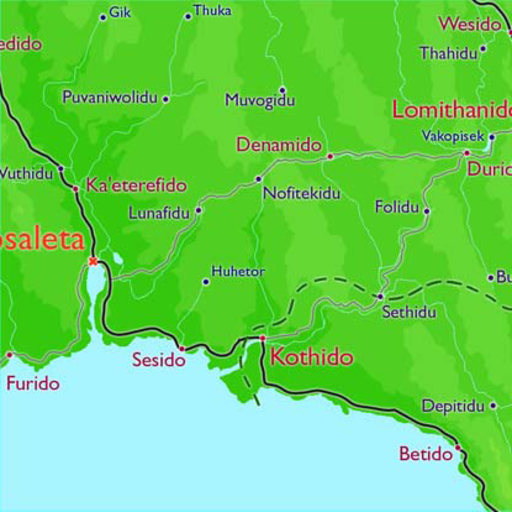 Gik
Thuka
Wesido
edido
Thahidu
Puvaniwolidu
Muvogidu
Lomithanido
Vakopisek
Denamido
Wuthidu
Durid
Ka'eterefido
Nofitekidu
Lunafidu
Folidu
osaleta
Huhetor
Bu
Sethidu
Sesido
Kothido
Furido
Depitidu
Betido